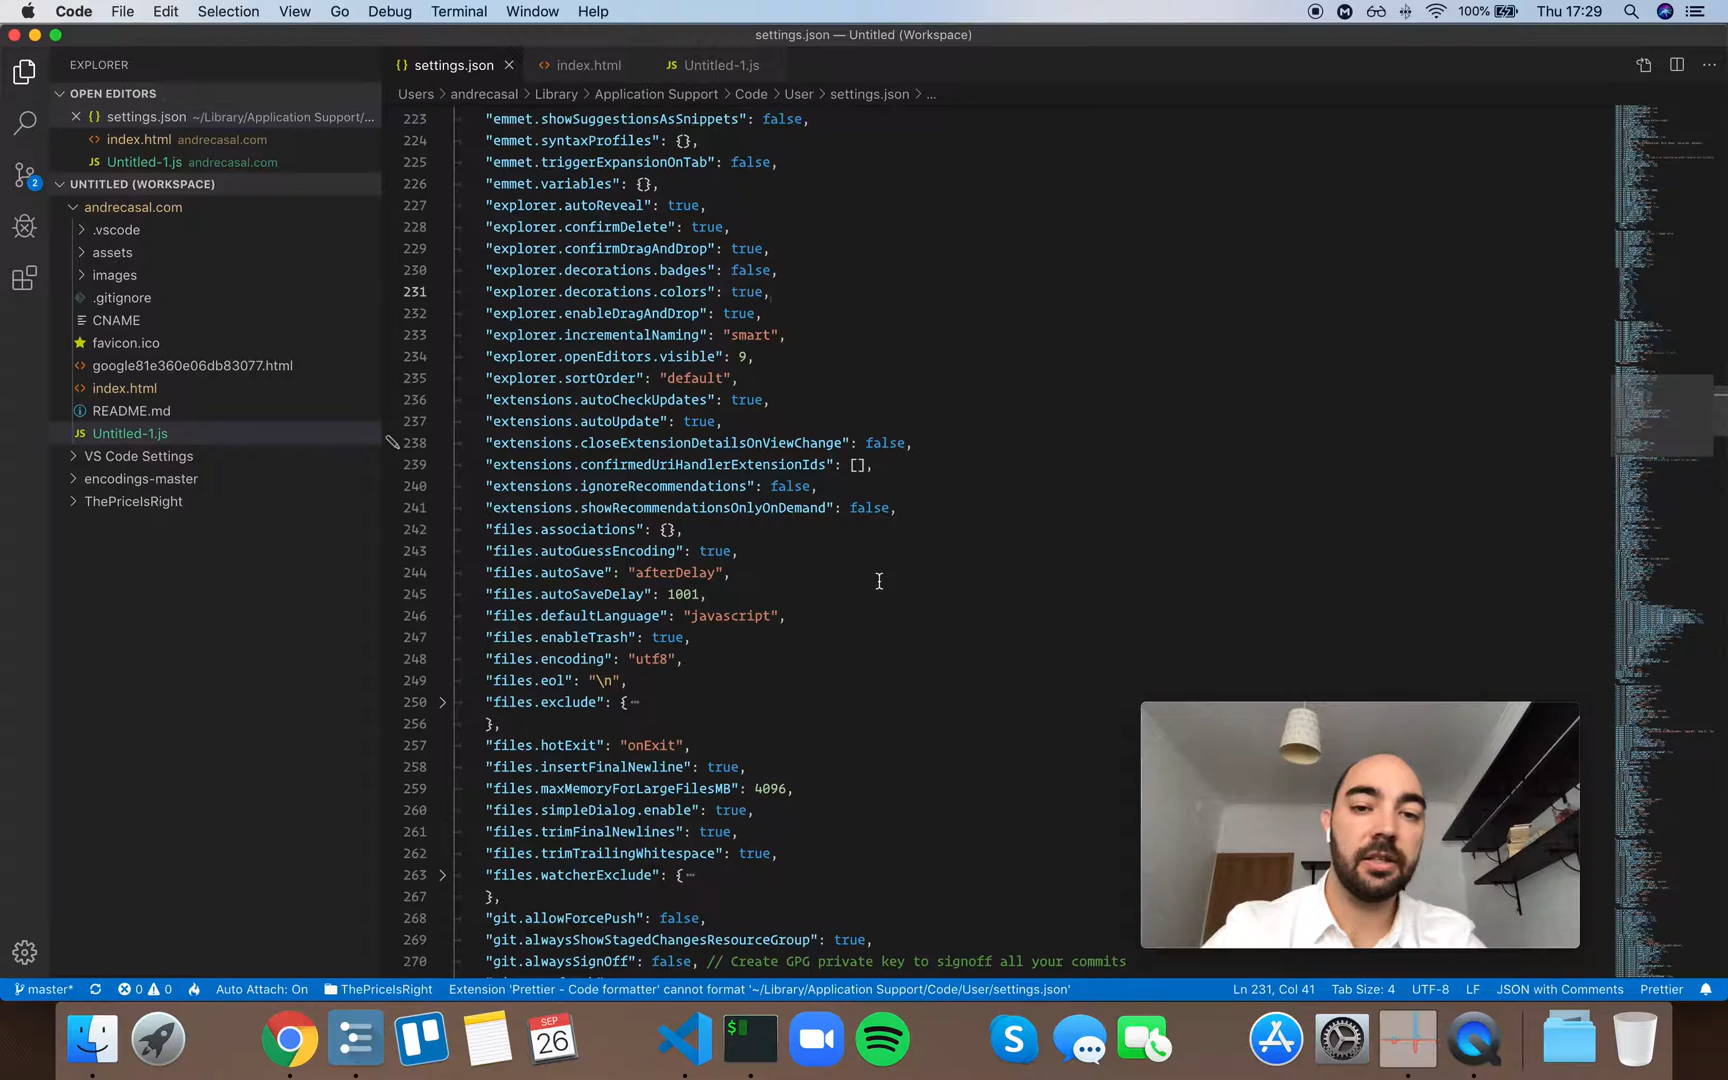 Code File Edit Selection View Go Debug Terminal Window Help 100% Thu 17:29
settings.json — Untitled (Workspace)
EXPLORER
settings.json index.html JS Untitled-1.js
OPEN EDITORS
Users > andrecasal > Library > Application Support > Code > User > settings.json > ...
{} settings.json ~/Library/Application Support/...
<> index.html andrecasal.com
JS Untitled-1.js andrecasal.com
UNTITLED (WORKSPACE)
andrecasal.com
.vscode
assets
images
.gitignore
CNAME
favicon.ico
google81e360e06db83077.html
index.html
README.md
JS Untitled-1.js
VS Code Settings
encodings-master
ThePriceIsRight
223 "emmet.showSuggestionsAsSnippets": false,
224 "emmet.syntaxProfiles": {},
225 "emmet.triggerExpansionOnTab": false,
226 "emmet.variables": {},
227 "explorer.autoReveal": true,
228 "explorer.confirmDelete": true,
229 "explorer.confirmDragAndDrop": true,
230 "explorer.decorations.badges": false,
231 "explorer.decorations.colors": true,
232 "explorer.enableDragAndDrop": true,
233 "explorer.incrementalNaming": "smart",
234 "explorer.openEditors.visible": 9,
235 "explorer.sortOrder": "default",
236 "extensions.autoCheckUpdates": true,
237 "extensions.autoUpdate": true,
238 "extensions.closeExtensionDetailsOnViewChange": false,
239 "extensions.confirmedUriHandlerExtensionIds": [],
240 "extensions.ignoreRecommendations": false,
241 "extensions.showRecommendationsOnlyOnDemand": false,
242 "files.associations": {},
243 "files.autoGuessEncoding": true,
244 "files.autoSave": "afterDelay",
245 "files.autoSaveDelay": 1001,
246 "files.defaultLanguage": "javascript",
247 "files.enableTrash": true,
248 "files.encoding": "utf8",
249 "files.eol": "\n",
250 "files.exclude": {⋯
256 },
257 "files.hotExit": "onExit",
258 "files.insertFinalNewline": true,
259 "files.maxMemoryForLargeFilesMB": 4096,
260 "files.simpleDialog.enable": true,
261 "files.trimFinalNewlines": true,
262 "files.trimTrailingWhitespace": true,
263 "files.watcherExclude": {⋯
267 },
268 "git.allowForcePush": false,
269 "git.alwaysShowStagedChangesResourceGroup": true,
270 "git.alwaysSignOff": false, // Create GPG private key to signoff all your commits
2
master* 0 0 Auto Attach: On ThePriceIsRight Extension 'Prettier - Code formatter' cannot format '~/Library/Application Support/Code/User/settings.json' Ln 231, Col 41 Tab Size: 4 UTF-8 LF JSON with Comments Prettier
SEP
26
$